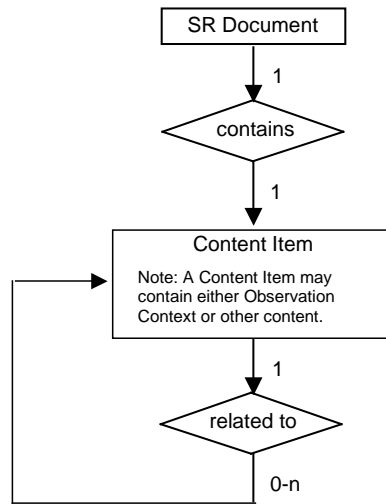 SR Document
1
contains
1
Content Item
Note: A Content Item may
contain either Observation
Context or other content.
1
related to
0-n